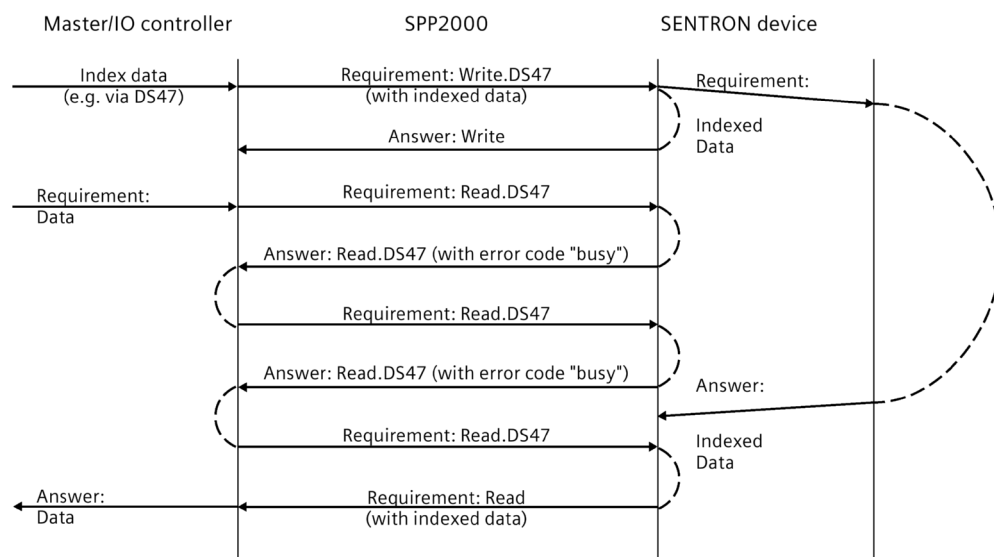 Master/IO controller
SPP2000
SENTRON device
Index data
(e.g. via DS47)
Requirement: Write.DS47
(with indexed data)
Requirement:
Indexed
Data
Answer: Write
Requirement:
Data
Requirement: Read.DS47
Answer: Read.DS47 (with error code "busy")
Requirement: Read.DS47
Answer: Read.DS47 (with error code "busy")
Answer:
Requirement: Read.DS47
Indexed
Data
Answer:
Data
Requirement: Read
(with indexed data)